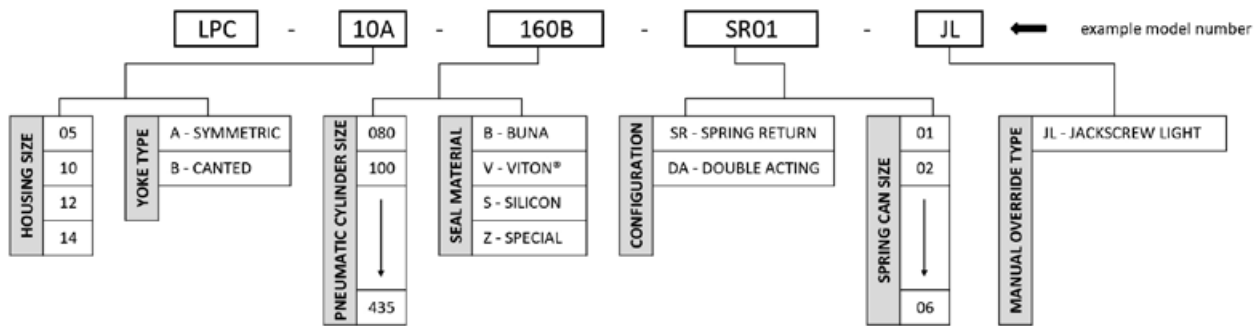 LPC - 10A - 160B - SR01 - JL example model number
HOUSING SIZE
05
10
12
14
YOKE TYPE
A - SYMMETRIC
B - CANTED
PNEUMATIC CYLINDER SIZE
080
100
435
SEAL MATERIAL
B - BUNA
V - VITON®
S - SILICON
Z - SPECIAL
CONFIGURATION
SR - SPRING RETURN
DA - DOUBLE ACTING
SPRING CAN SIZE
01
02
06
MANUAL OVERRIDE TYPE
JL - JACKSCREW LIGHT